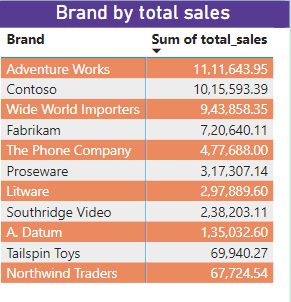 Brand by total sales
Brand Sum of total_sales
Adventure Works 11,11,643.95
Contoso 10,15,593.39
Wide World Importers 9,43,858.35
Fabrikam 7,20,640.11
The Phone Company 4,77,688.00
Proseware 3,17,307.14
Litware 2,97,889.60
Southridge Video 2,38,203.11
A. Datum 1,35,032.60
Tailspin Toys 69,940.27
Northwind Traders 67,724.54